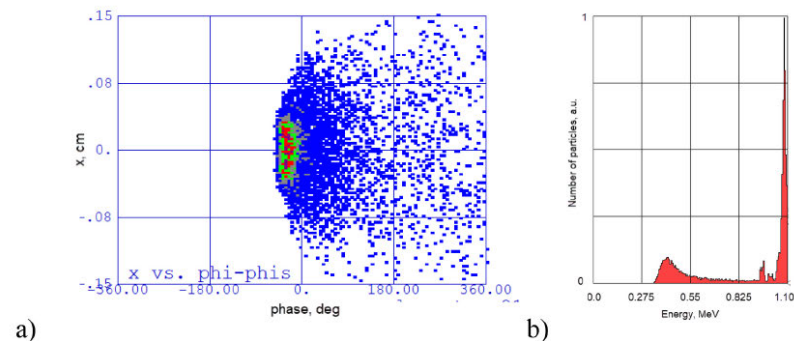 .15
.08
0.
-.08
-.15
x, cm
x vs. phi-phis
-360.00 -180.00 0. 180.00 360.00
phase, deg
a)
1
0
Number of particles, a.u.
0.0 0.275 0.55 0.825 1.10
Energy, MeV
b)